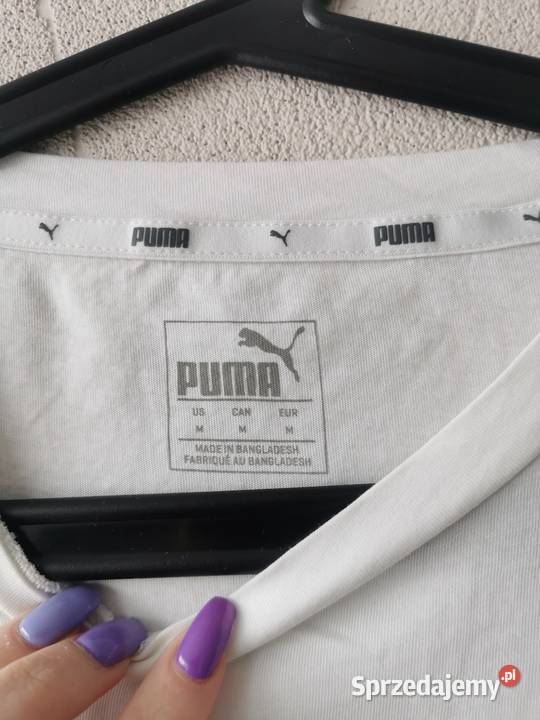 PUMA PUMA
PUMA
US CAN EUR
M M M
MADE IN BANGLADESH
FABRIQUÉ AU BANGLADESH
Sprzedajemy.pl